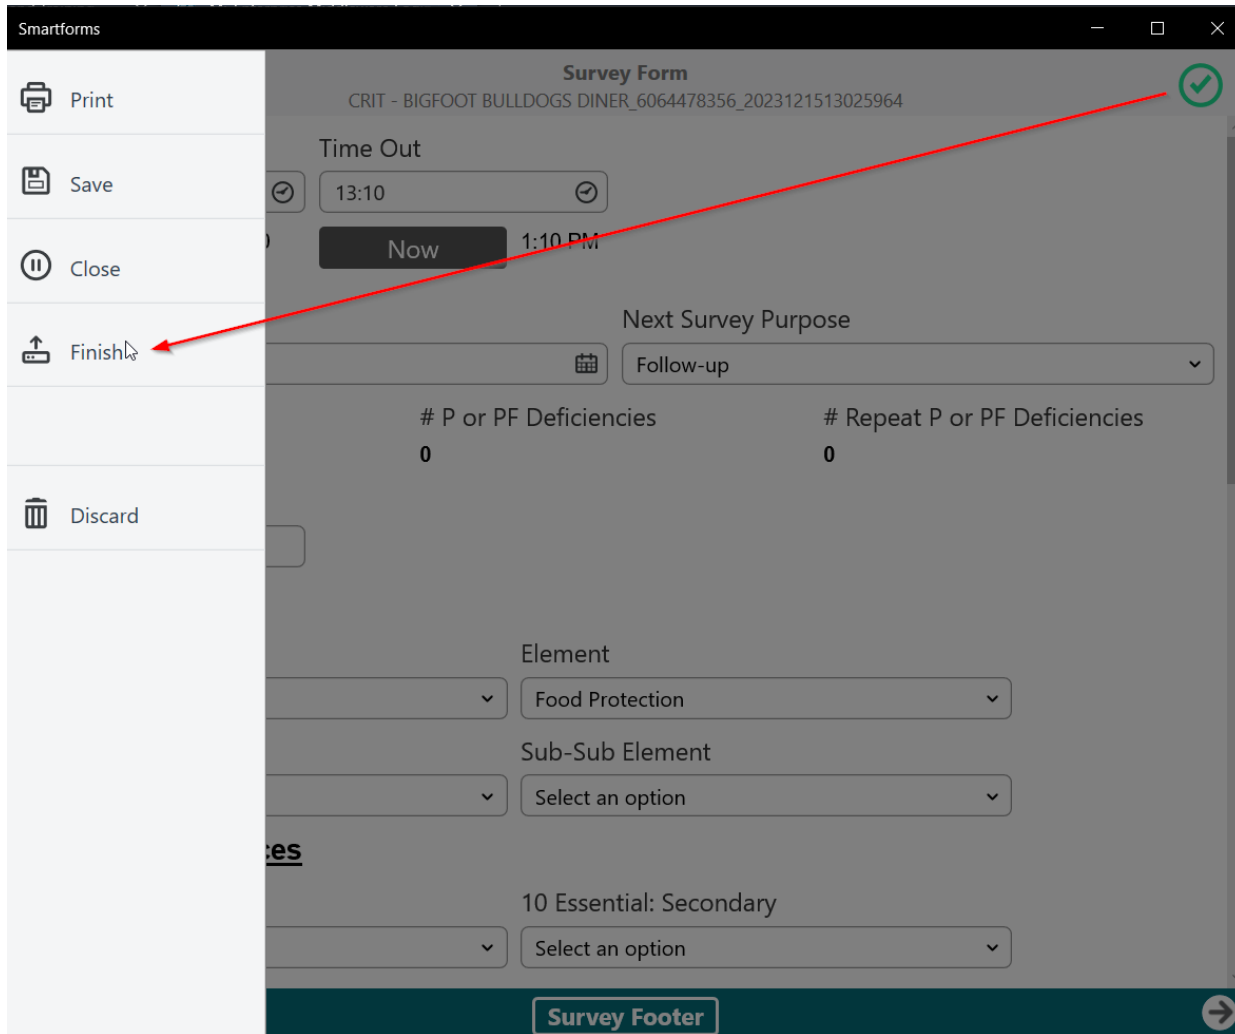 Smartforms
Print
Save
Close
Finish
Discard
Survey Form
CRIT - BIGFOOT BULLDOGS DINER_6064478356_2023121513025964
Time Out
13:10
Now
1:10 PM
Next Survey Purpose
Follow-up
# P or PF Deficiencies
# Repeat P or PF Deficiencies
0
0
Element
Food Protection
Sub-Sub Element
Select an option
ces
10 Essential: Secondary
Select an option
Survey Footer